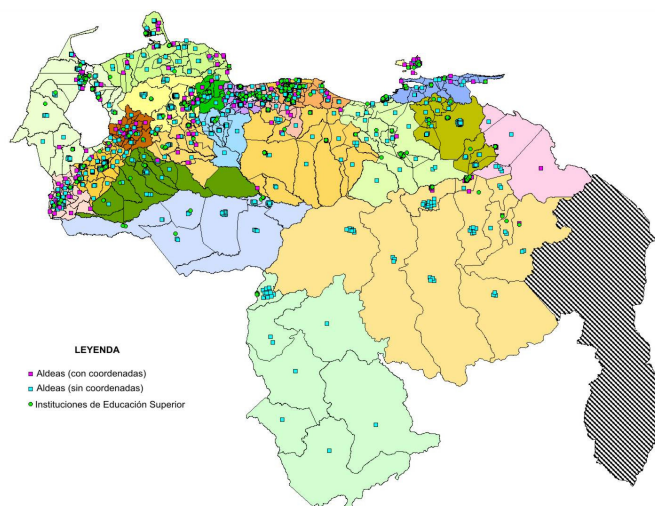 LEYENDA
Aldeas (con coordenadas)
Aldeas (sin coordenadas)
Instituciones de Educación Superior